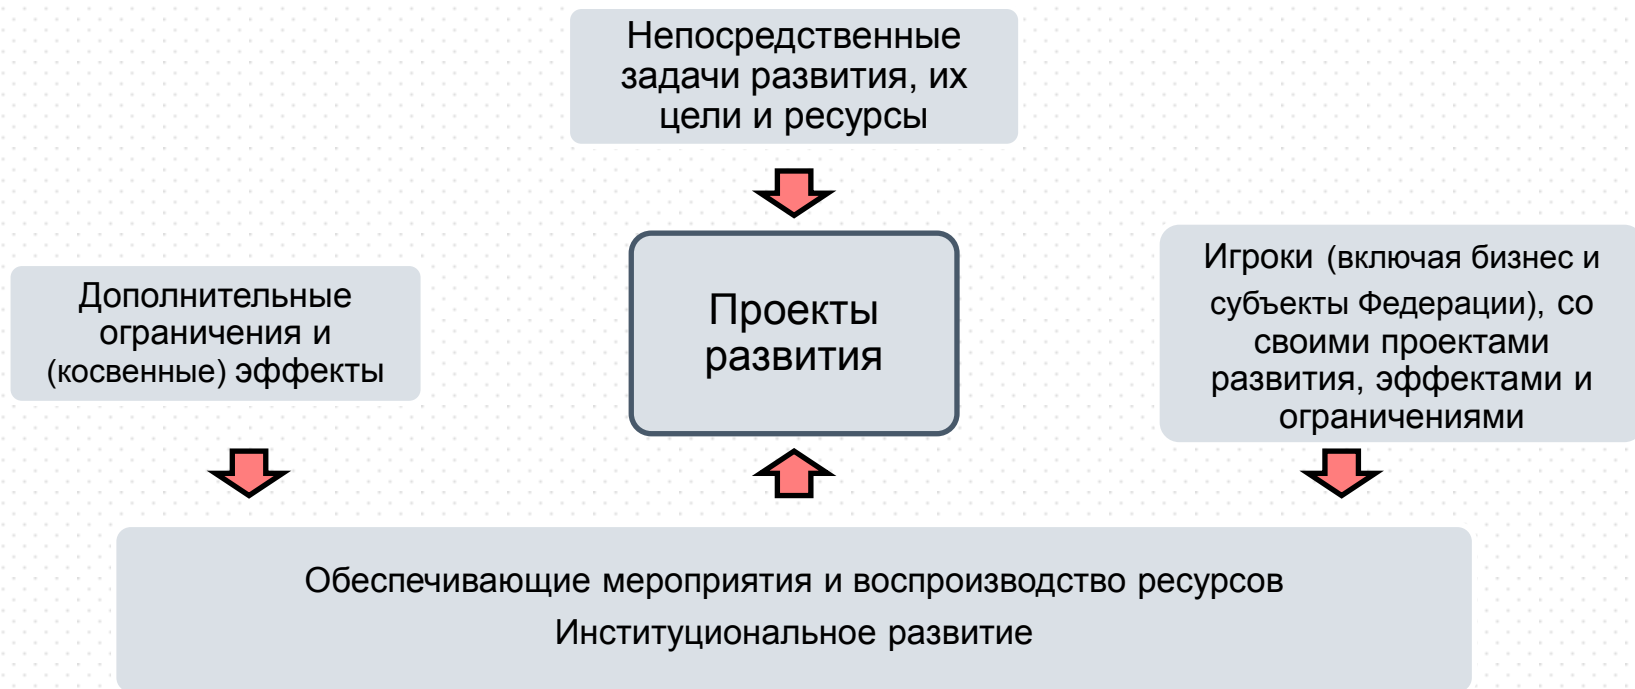 Непосредственные
задачи развития, их
цели и ресурсы
Дополнительные
ограничения и
(косвенные) эффекты
Проекты
развития
Игроки (включая бизнес и
субъекты Федерации), со
своими проектами
развития, эффектами и
ограничениями
Обеспечивающие мероприятия и воспроизводство ресурсов
Институциональное развитие